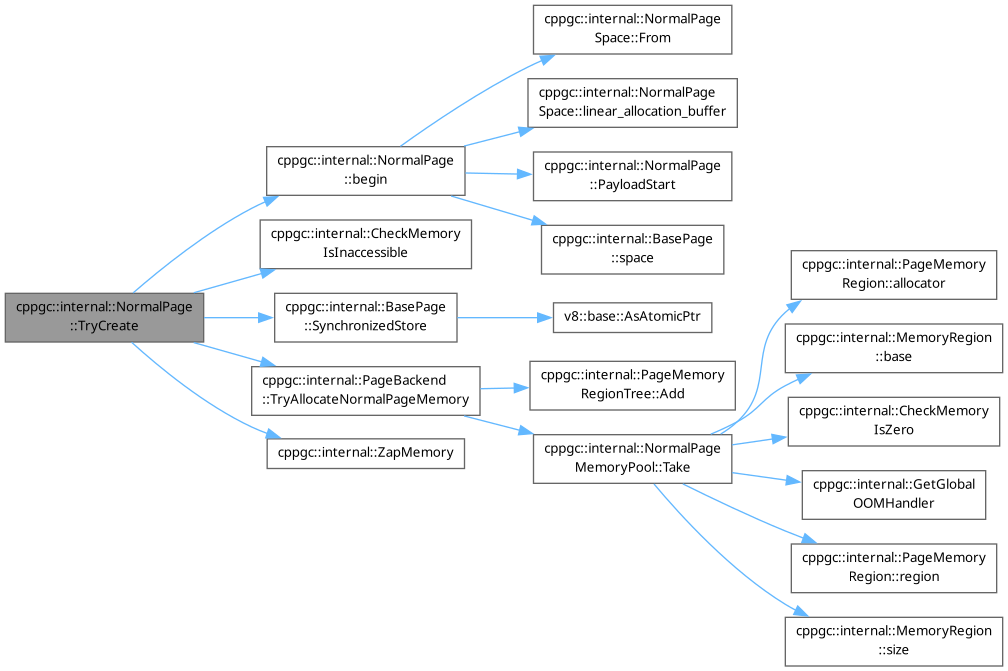 cppgc::internal::NormalPage
::TryCreate
cppgc::internal::NormalPage
::begin
cppgc::internal::CheckMemory
IsInaccessible
cppgc::internal::BasePage
::SynchronizedStore
cppgc::internal::PageBackend
::TryAllocateNormalPageMemory
cppgc::internal::ZapMemory
cppgc::internal::NormalPage
Space::From
cppgc::internal::NormalPage
Space::linear_allocation_buffer
cppgc::internal::NormalPage
::PayloadStart
cppgc::internal::BasePage
::space
v8::base::AsAtomicPtr
cppgc::internal::PageMemory
RegionTree::Add
cppgc::internal::NormalPage
MemoryPool::Take
cppgc::internal::PageMemory
Region::allocator
cppgc::internal::MemoryRegion
::base
cppgc::internal::CheckMemory
IsZero
cppgc::internal::GetGlobal
OOMHandler
cppgc::internal::PageMemory
Region::region
cppgc::internal::MemoryRegion
::size